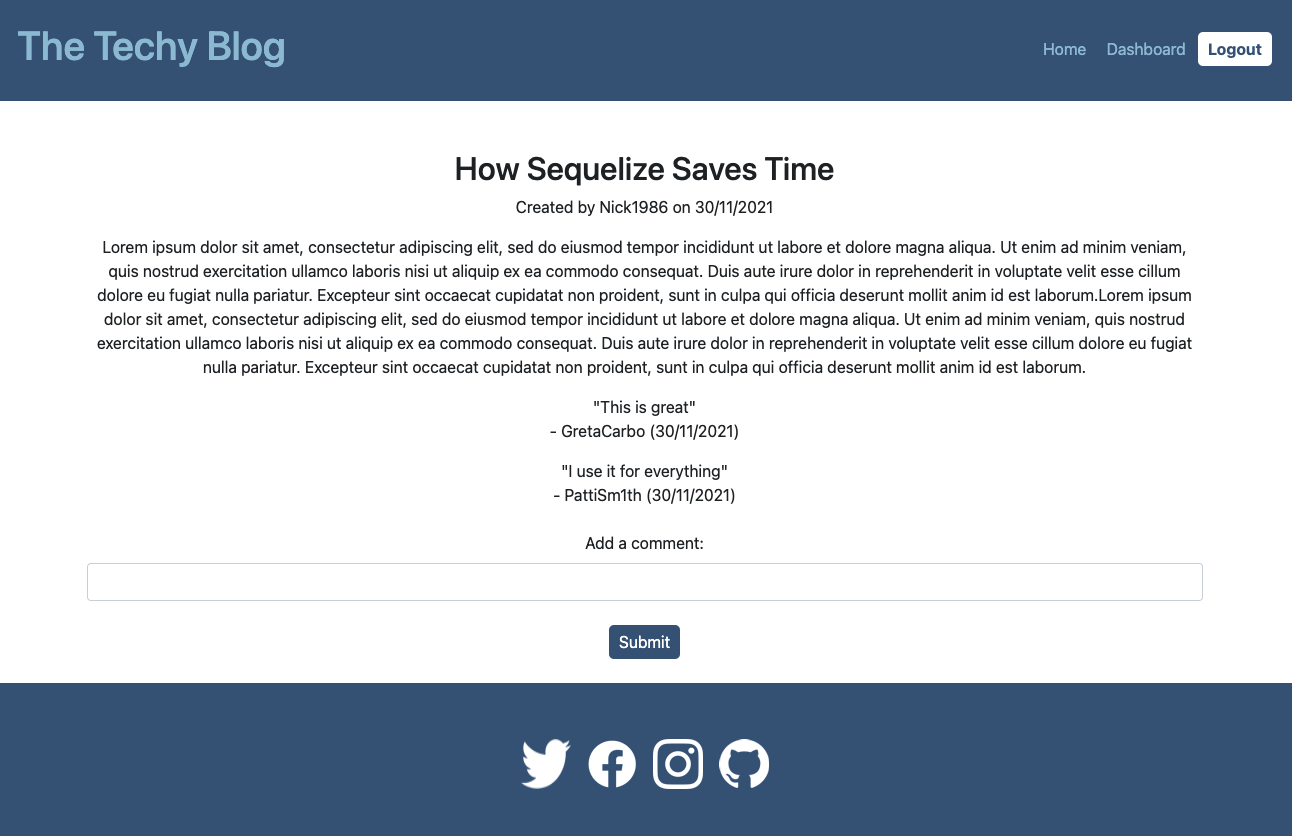 The Techy Blog
Home Dashboard Logout
How Sequelize Saves Time
Created by Nick1986 on 30/11/2021
Lorem ipsum dolor sit amet, consectetur adipiscing elit, sed do eiusmod tempor incididunt ut labore et dolore magna aliqua. Ut enim ad minim veniam,
quis nostrud exercitation ullamco laboris nisi ut aliquip ex ea commodo consequat. Duis aute irure dolor in reprehenderit in voluptate velit esse cillum
dolore eu fugiat nulla pariatur. Excepteur sint occaecat cupidatat non proident, sunt in culpa qui officia deserunt mollit anim id est laborum.Lorem ipsum
dolor sit amet, consectetur adipiscing elit, sed do eiusmod tempor incididunt ut labore et dolore magna aliqua. Ut enim ad minim veniam, quis nostrud
exercitation ullamco laboris nisi ut aliquip ex ea commodo consequat. Duis aute irure dolor in reprehenderit in voluptate velit esse cillum dolore eu fugiat
nulla pariatur. Excepteur sint occaecat cupidatat non proident, sunt in culpa qui officia deserunt mollit anim id est laborum.
"This is great"
- GretaCarbo (30/11/2021)
"I use it for everything"
- PattiSm1th (30/11/2021)
Add a comment:
Submit